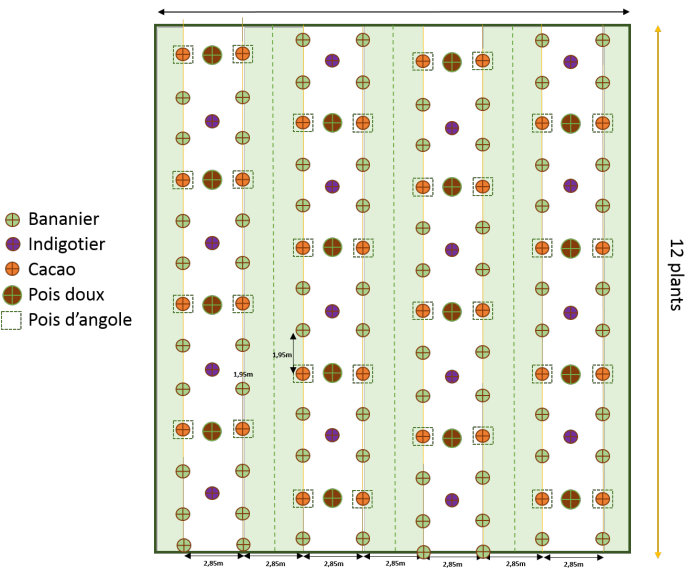 Bananier
Indigotier
Cacao
Pois doux
Pois d'angole
12 plants
1,95m
1,95m
2,85m
2,85m
2,85m
2,85m
2,85m
2,85m
2,85m